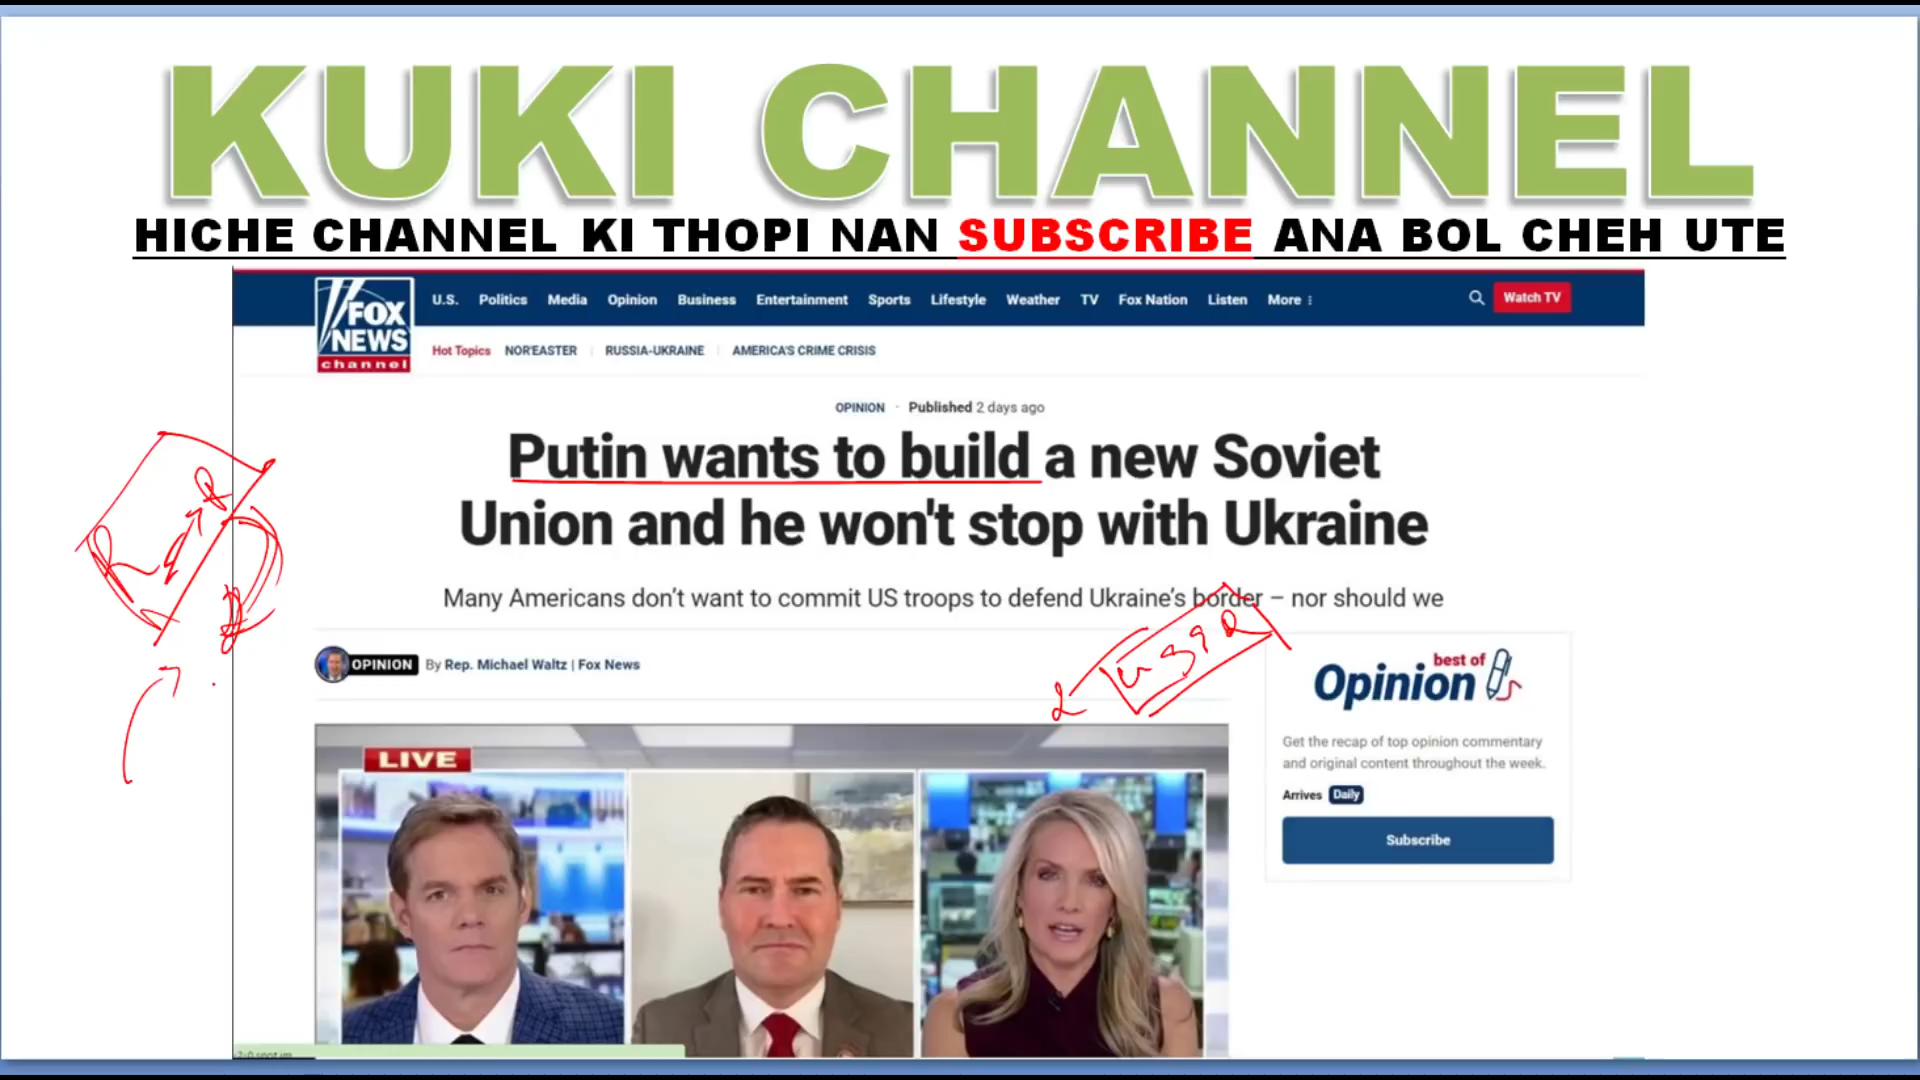 KUKI CHANNEL
HICHE CHANNEL KI THOPI NAN SUBSCRIBE ANA BOL CHEH UTE
FOX NEWS channel
U.S. Politics Media Opinion Business Entertainment Sports Lifestyle Weather TV Fox Nation Listen More Watch TV
Hot Topics NOR'EASTER RUSSIA-UKRAINE AMERICA'S CRIME CRISIS
OPINION · Published 2 days ago
Putin wants to build a new Soviet
Union and he won't stop with Ukraine
Many Americans don't want to commit US troops to defend Ukraine's border – nor should we
OPINION By Rep. Michael Waltz | Fox News
best of
Opinion
Get the recap of top opinion commentary
and original content throughout the week.
Arrives Daily
Subscribe
LIVE